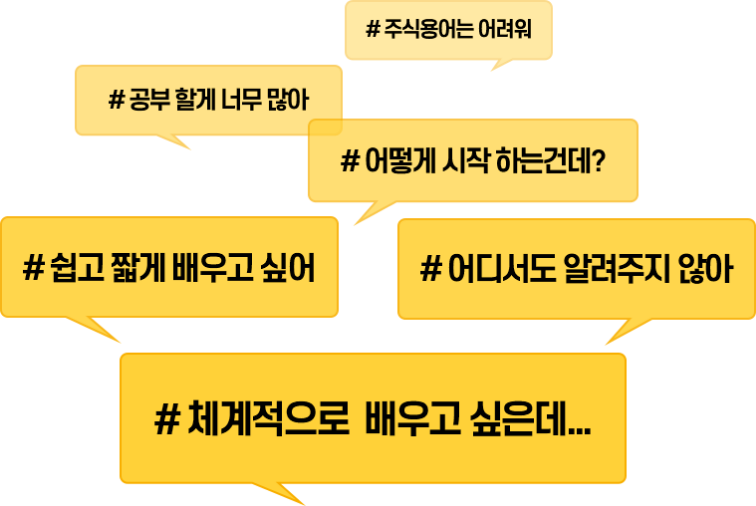 # 주식용어는 어려워
# 공부 할게 너무 많아
# 어떻게 시작 하는건데?
# 쉽고 짧게 배우고 싶어
# 어디서도 알려주지 않아
# 체계적으로 배우고 싶은데...